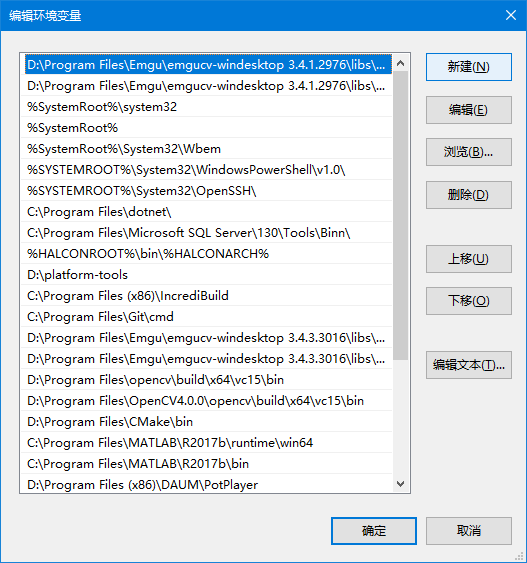 编辑环境变量
D:\Program Files\Emgu\emgucv-windesktop 3.4.1.2976\libs\...
D:\Program Files\Emgu\emgucv-windesktop 3.4.1.2976\libs\...
%SystemRoot%\system32
%SystemRoot%
%SystemRoot%\System32\Wbem
%SYSTEMROOT%\System32\WindowsPowerShell\v1.0\
%SYSTEMROOT%\System32\OpenSSH\
C:\Program Files\dotnet\
C:\Program Files\Microsoft SQL Server\130\Tools\Binn\
%HALCONROOT%\bin\%HALCONARCH%
D:\platform-tools
C:\Program Files (x86)\IncrediBuild
C:\Program Files\Git\cmd
D:\Program Files\Emgu\emgucv-windesktop 3.4.3.3016\libs\...
D:\Program Files\Emgu\emgucv-windesktop 3.4.3.3016\libs\...
D:\Program Files\opencv\build\x64\vc15\bin
D:\Program Files\OpenCV4.0.0\opencv\build\x64\vc15\bin
D:\Program Files\CMake\bin
C:\Program Files\MATLAB\R2017b\runtime\win64
C:\Program Files\MATLAB\R2017b\bin
D:\Program Files (x86)\DAUM\PotPlayer
新建(N)
编辑(E)
浏览(B)...
删除(D)
上移(U)
下移(O)
编辑文本(T)...
确定
取消